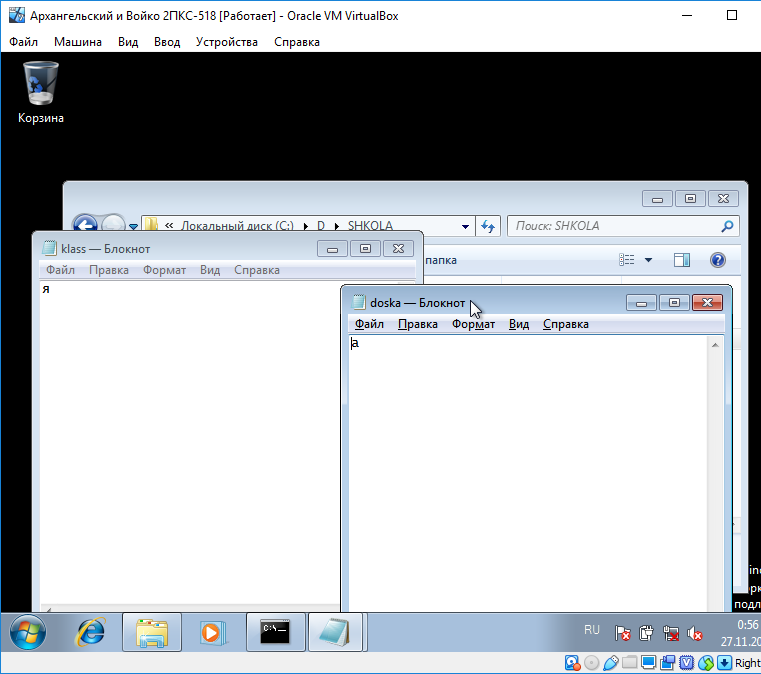 Архангельский и Войко 2ПКС-518 [Работает] - Oracle VM VirtualBox
Файл Машина Вид Ввод Устройства Справка
Корзина
« Локальный диск (C:) D SHKOLA
Поиск: SHKOLA
папка
klass — Блокнот
Файл Правка Формат Вид Справка
я
doska — Блокнот
Файл Правка Формат Вид Справка
а
C:\
RU
0:56
27.11.20
Right